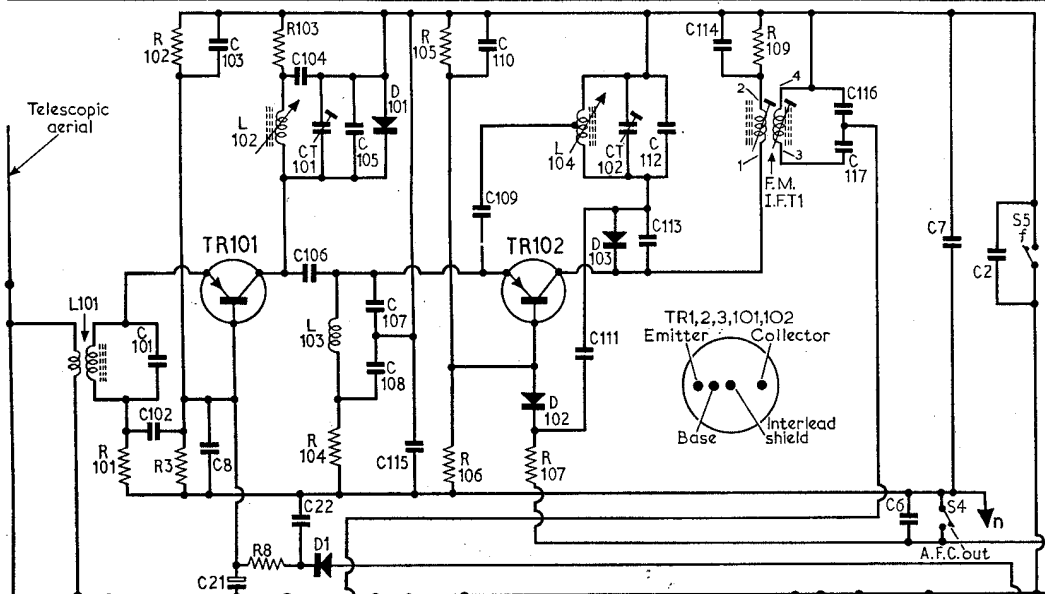 R
102
C
103
R103
C104
L
102
CT
101
C
105
D
101
R
105
C
110
C109
L
104
CT
102
C
112
C114
R
109
2
4
1
3
F.M.
I.F.T1
C116
C
117
Telescopic
aerial
TR101
C106
L
103
C
107
C
108
TR102
D
103
C113
C111
C7
C2
S5
f
L101
C
101
C102
R
101
R3
C8
R
104
C115
R
106
D
102
R
107
TR1,2,3,101,102
Emitter
Collector
Base
Interlead
shield
C22
R8
D1
C21
C6
S4
n
A.F.C. out